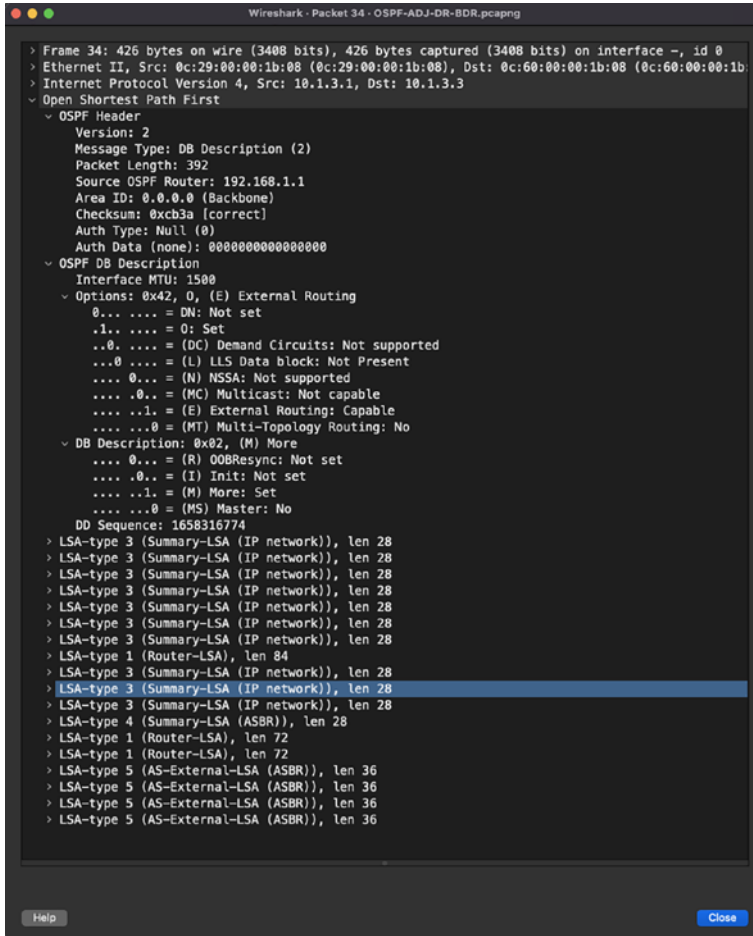 Wireshark · Packet 34 · OSPF-ADJ-DR-BDR.pcapng
> Frame 34: 426 bytes on wire (3408 bits), 426 bytes captured (3408 bits) on interface -, id 0
> Ethernet II, Src: 0c:29:00:00:1b:08 (0c:29:00:00:1b:08), Dst: 0c:60:00:00:1b:08 (0c:60:00:00:1b:
> Internet Protocol Version 4, Src: 10.1.3.1, Dst: 10.1.3.3
Open Shortest Path First
OSPF Header
Version: 2
Message Type: DB Description (2)
Packet Length: 392
Source OSPF Router: 192.168.1.1
Area ID: 0.0.0.0 (Backbone)
Checksum: 0xcb3a [correct]
Auth Type: Null (0)
Auth Data (none): 0000000000000000
OSPF DB Description
Interface MTU: 1500
Options: 0x42, O, (E) External Routing
0... .... = DN: Not set
.1.. .... = O: Set
..0. .... = (DC) Demand Circuits: Not supported
...0 .... = (L) LLS Data block: Not Present
.... 0... = (N) NSSA: Not supported
.... .0.. = (MC) Multicast: Not capable
.... ..1. = (E) External Routing: Capable
.... ...0 = (MT) Multi-Topology Routing: No
DB Description: 0x02, (M) More
.... 0... = (R) OOBResync: Not set
.... .0.. = (I) Init: Not set
.... ..1. = (M) More: Set
.... ...0 = (MS) Master: No
DD Sequence: 1658316774
> LSA-type 3 (Summary-LSA (IP network)), len 28
> LSA-type 3 (Summary-LSA (IP network)), len 28
> LSA-type 3 (Summary-LSA (IP network)), len 28
> LSA-type 3 (Summary-LSA (IP network)), len 28
> LSA-type 3 (Summary-LSA (IP network)), len 28
> LSA-type 3 (Summary-LSA (IP network)), len 28
> LSA-type 3 (Summary-LSA (IP network)), len 28
> LSA-type 1 (Router-LSA), len 84
> LSA-type 3 (Summary-LSA (IP network)), len 28
> LSA-type 3 (Summary-LSA (IP network)), len 28
> LSA-type 3 (Summary-LSA (IP network)), len 28
> LSA-type 4 (Summary-LSA (ASBR)), len 28
> LSA-type 1 (Router-LSA), len 72
> LSA-type 1 (Router-LSA), len 72
> LSA-type 5 (AS-External-LSA (ASBR)), len 36
> LSA-type 5 (AS-External-LSA (ASBR)), len 36
> LSA-type 5 (AS-External-LSA (ASBR)), len 36
> LSA-type 5 (AS-External-LSA (ASBR)), len 36
Help
Close